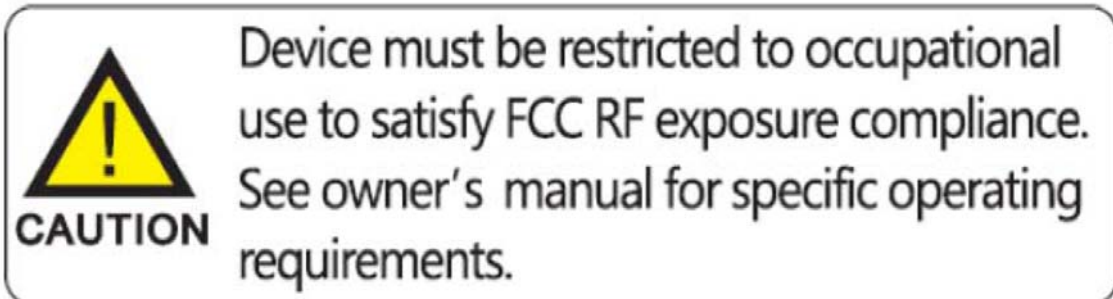 Device must be restricted to occupational
use to satisfy FCC RF exposure compliance.
See owner's manual for specific operating
requirements.
!
CAUTION